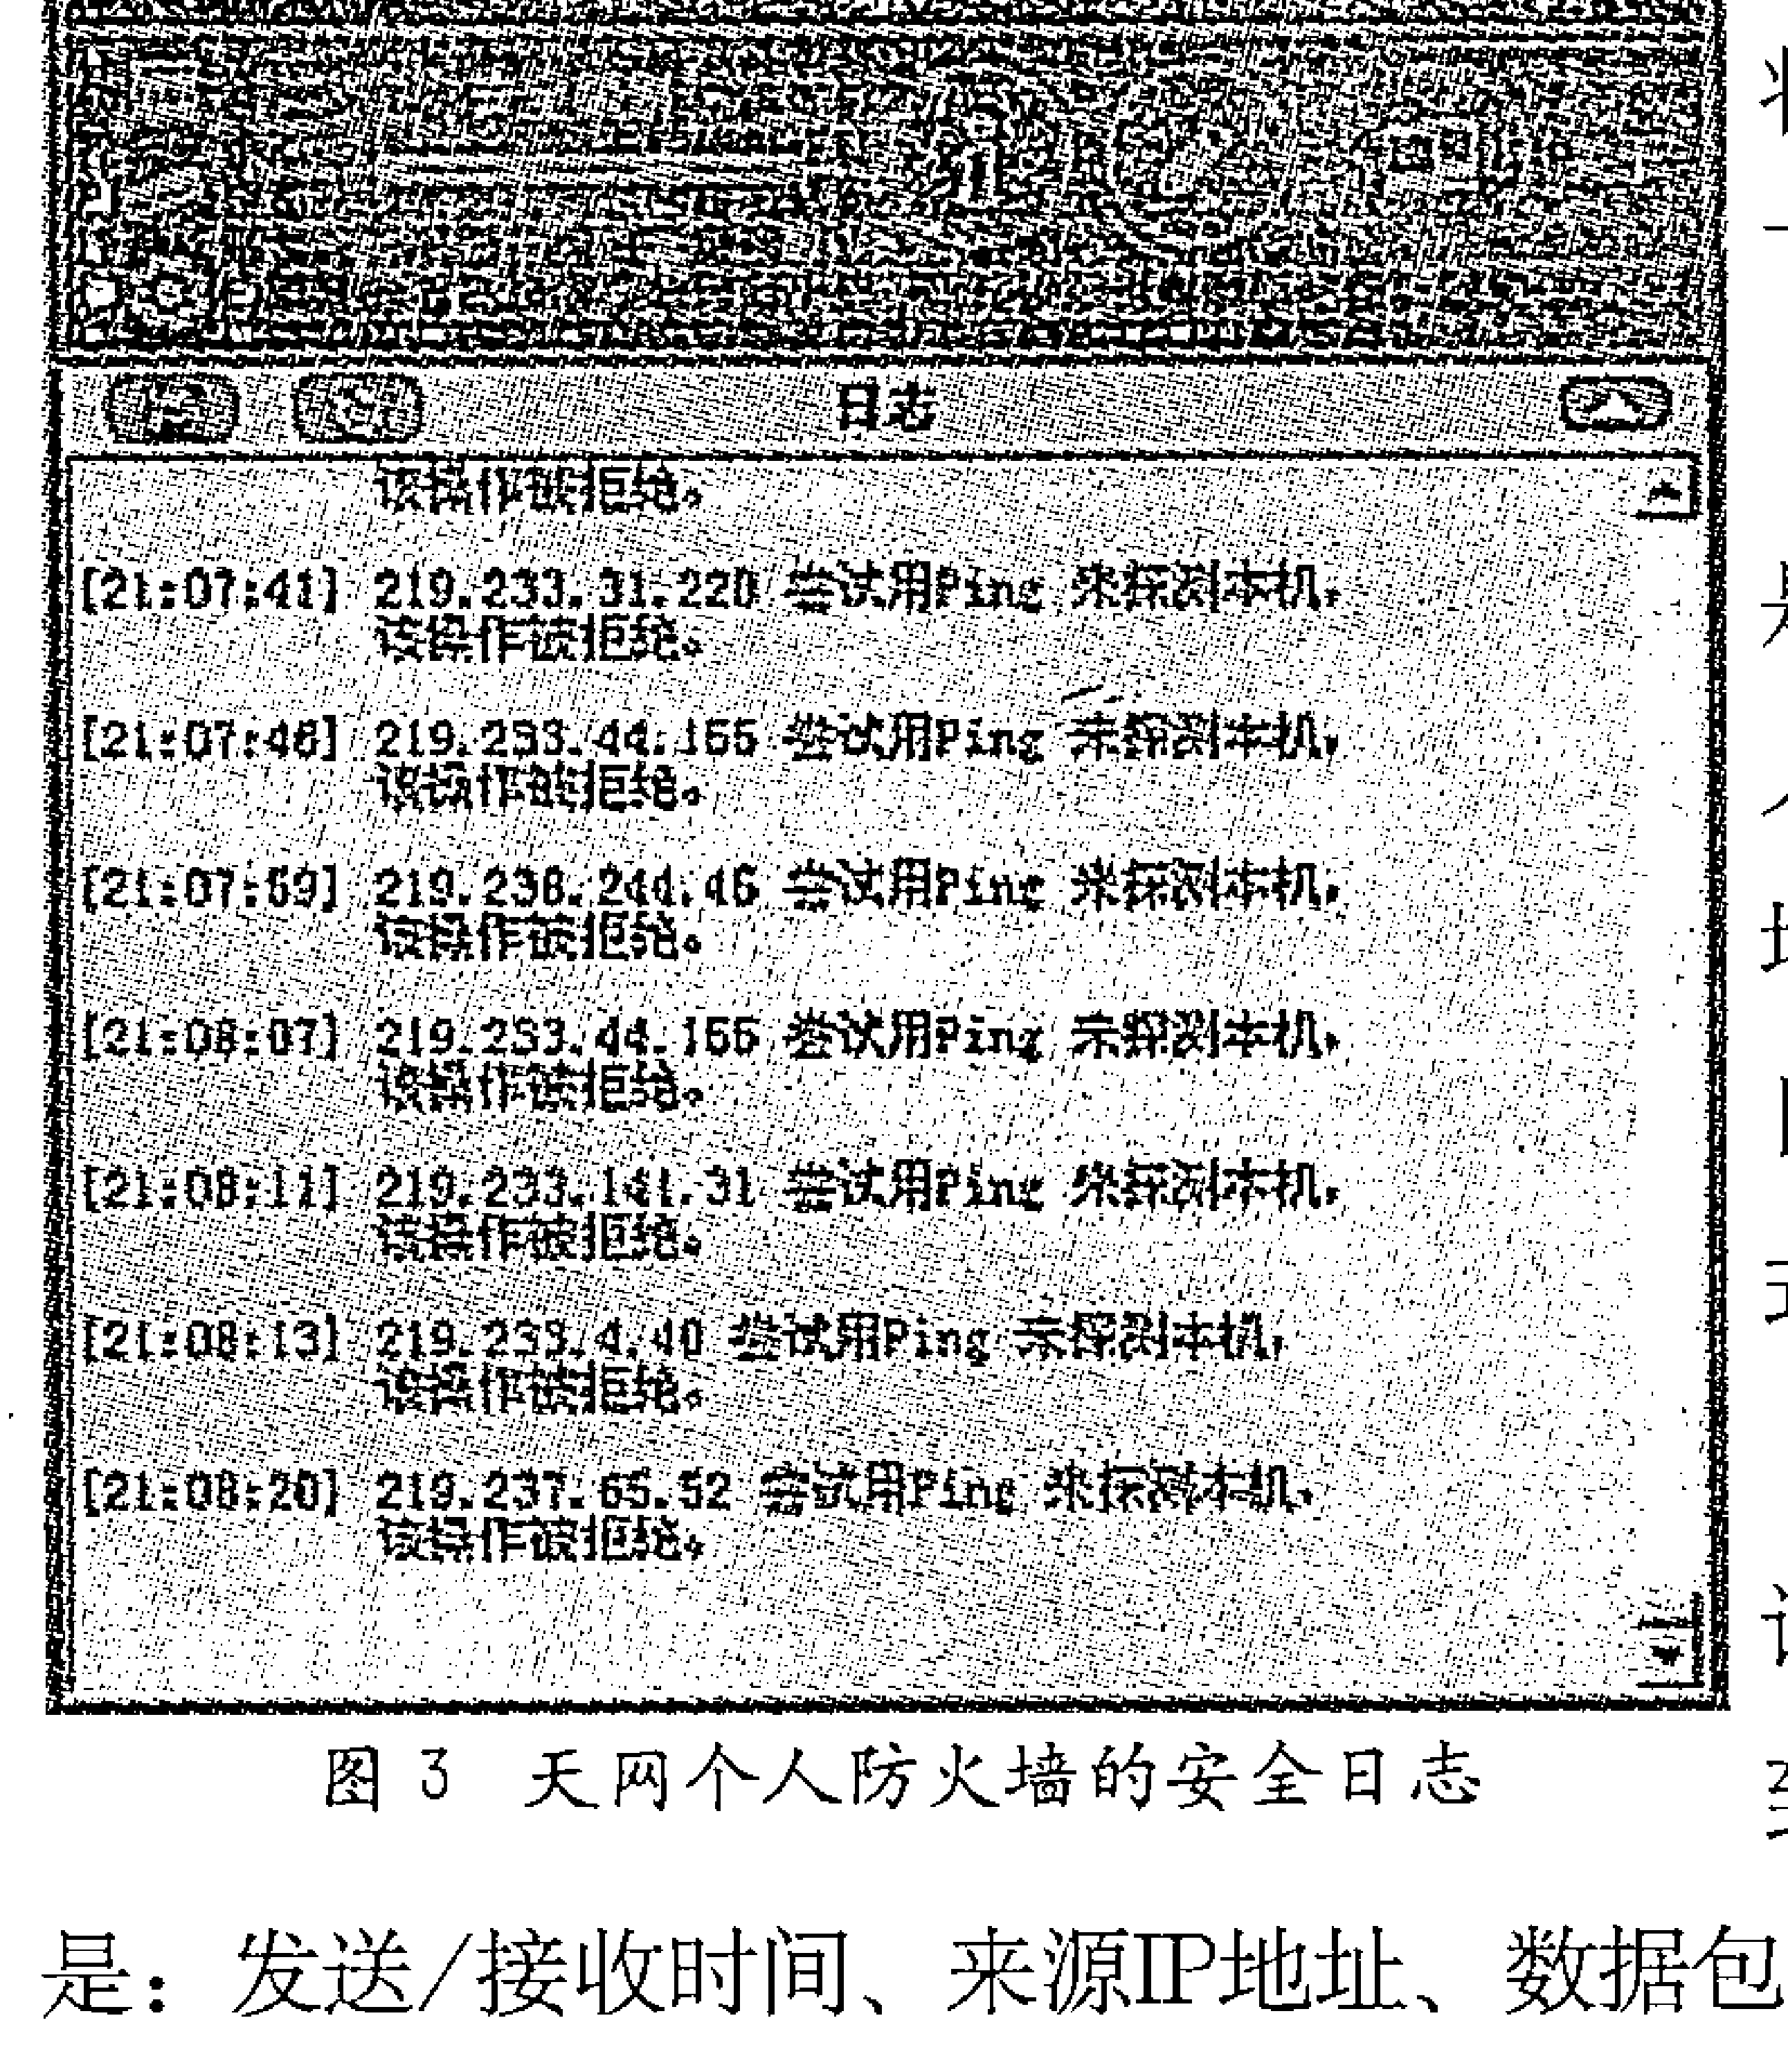 日志
该操作被拒绝。
[21:07:41] 219.233.31.220 尝试用Ping 来探测本机，
该操作被拒绝。
[21:07:46] 219.233.44.155 尝试用Ping 来探测本机，
该操作被拒绝。
[21:07:59] 219.238.244.46 尝试用Ping 来探测本机，
该操作被拒绝。
[21:08:07] 219.233.44.155 尝试用Ping 来探测本机，
该操作被拒绝。
[21:08:11] 219.233.141.31 尝试用Ping 来探测本机，
该操作被拒绝。
[21:08:13] 219.233.4.40 尝试用Ping 来探测本机，
该操作被拒绝。
[21:08:20] 219.237.65.52 尝试用Ping 来探测本机，
该操作被拒绝。
图 3 天网个人防火墙的安全日志
是：发送/接收时间、来源IP地址、数据包